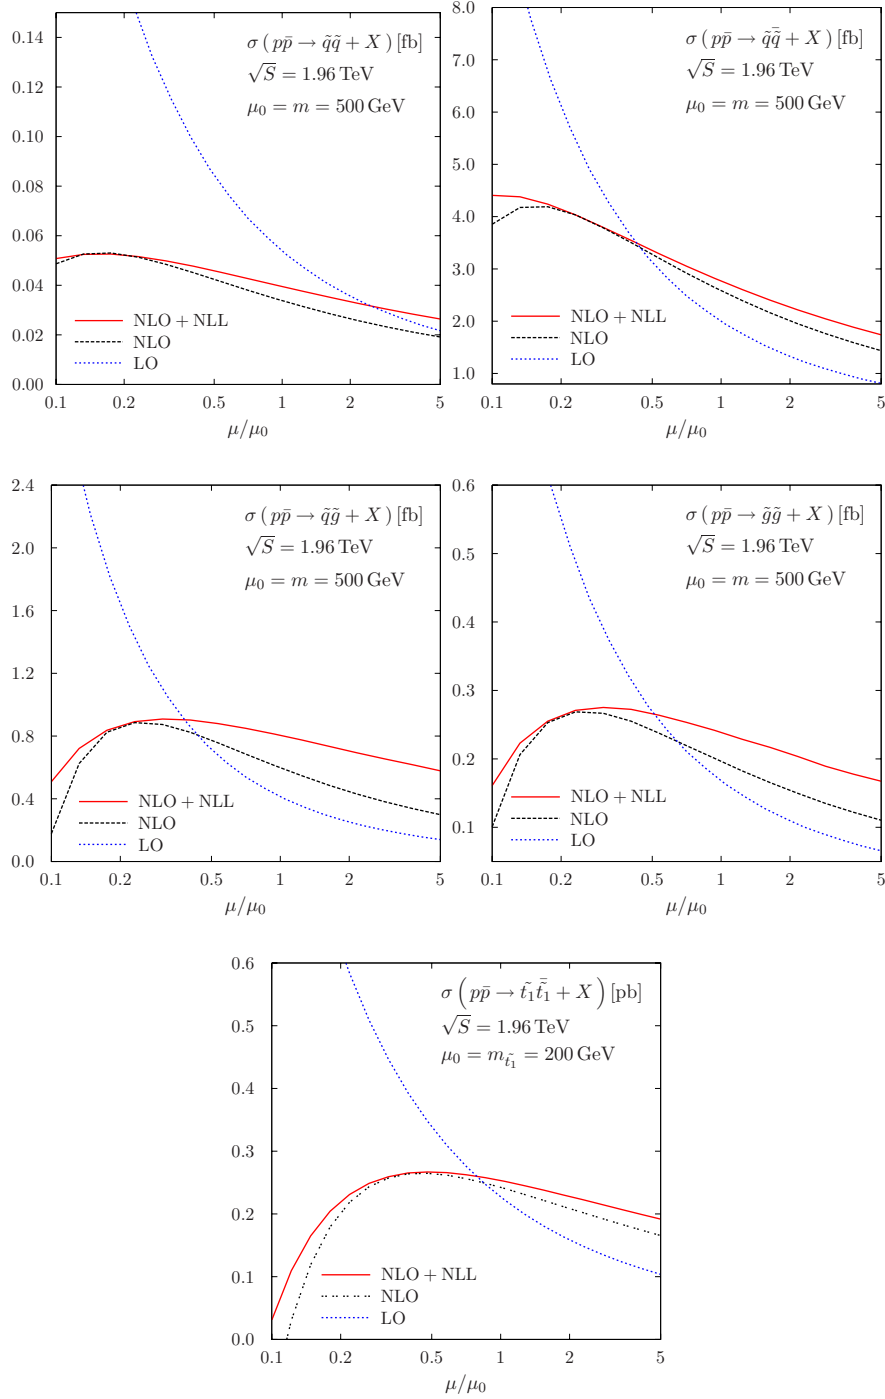 0.14
0.12
0.10
0.08
0.06
0.04
0.02
0.00
σ ( pp̄ → q̃q̃ + X ) [fb]
√S = 1.96 TeV
μ₀ = m = 500 GeV
NLO + NLL
NLO
LO
0.1 0.2 0.5 1 2 5
μ/μ₀
8.0
7.0
6.0
5.0
4.0
3.0
2.0
1.0
σ ( pp̄ → q̃q̃̄ + X ) [fb]
√S = 1.96 TeV
μ₀ = m = 500 GeV
NLO + NLL
NLO
LO
0.1 0.2 0.5 1 2 5
μ/μ₀
2.4
2.0
1.6
1.2
0.8
0.4
0.0
σ ( pp̄ → q̃g̃ + X ) [fb]
√S = 1.96 TeV
μ₀ = m = 500 GeV
NLO + NLL
NLO
LO
0.1 0.2 0.5 1 2 5
μ/μ₀
0.6
0.5
0.4
0.3
0.2
0.1
σ ( pp̄ → g̃g̃ + X ) [fb]
√S = 1.96 TeV
μ₀ = m = 500 GeV
NLO + NLL
NLO
LO
0.1 0.2 0.5 1 2 5
μ/μ₀
0.6
0.5
0.4
0.3
0.2
0.1
0.0
σ ( pp̄ → t̃₁t̃̄₁ + X ) [pb]
√S = 1.96 TeV
μ₀ = m_t̃₁ = 200 GeV
NLO + NLL
NLO
LO
0.1 0.2 0.5 1 2 5
μ/μ₀